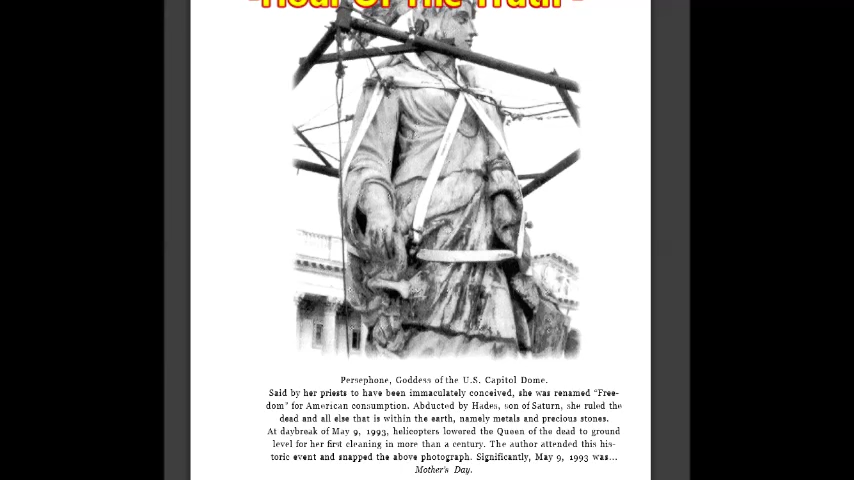 -Hour Of The Truth-
Persephone, Goddess of the U.S. Capitol Dome.
Said by her priests to have been immaculately conceived, she was renamed “Free-
dom” for American consumption. Abducted by Hades, son of Saturn, she ruled the
dead and all else that is within the earth, namely metals and precious stones.
At daybreak of May 9, 1993, helicopters lowered the Queen of the dead to ground
level for her first cleaning in more than a century. The author attended this his-
toric event and snapped the above photograph. Significantly, May 9, 1993 was...
Mother's Day.